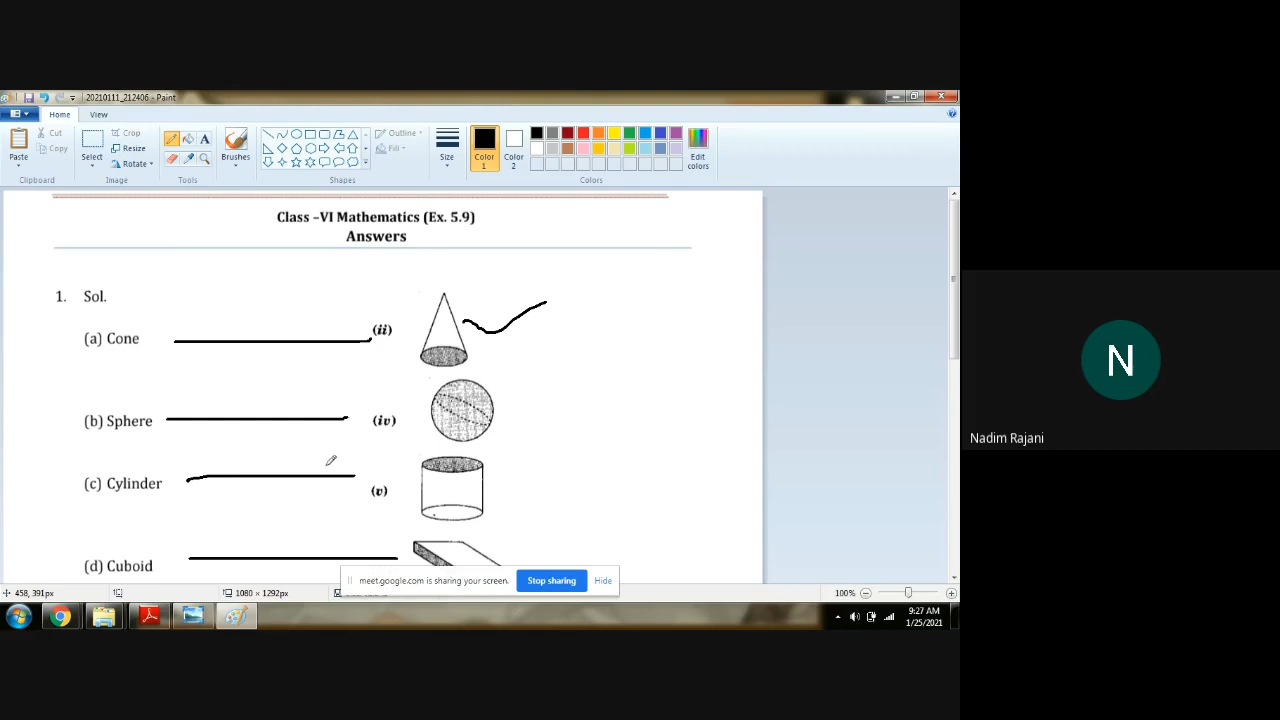 20210111_212406 - Paint
Home
View
Paste
Cut
Copy
Clipboard
Select
Crop
Resize
Rotate
Image
A
Tools
Brushes
Shapes
Outline
Fill
Size
Color 1
Color 2
Edit colors
Colors
Class –VI Mathematics (Ex. 5.9)
Answers
1. Sol.
(a) Cone (ii)
(b) Sphere (iv)
(c) Cylinder (v)
(d) Cuboid
meet.google.com is sharing your screen. Stop sharing Hide
458, 391px
1080 × 1292px
100%
9:27 AM
1/25/2021
N
Nadim Rajani